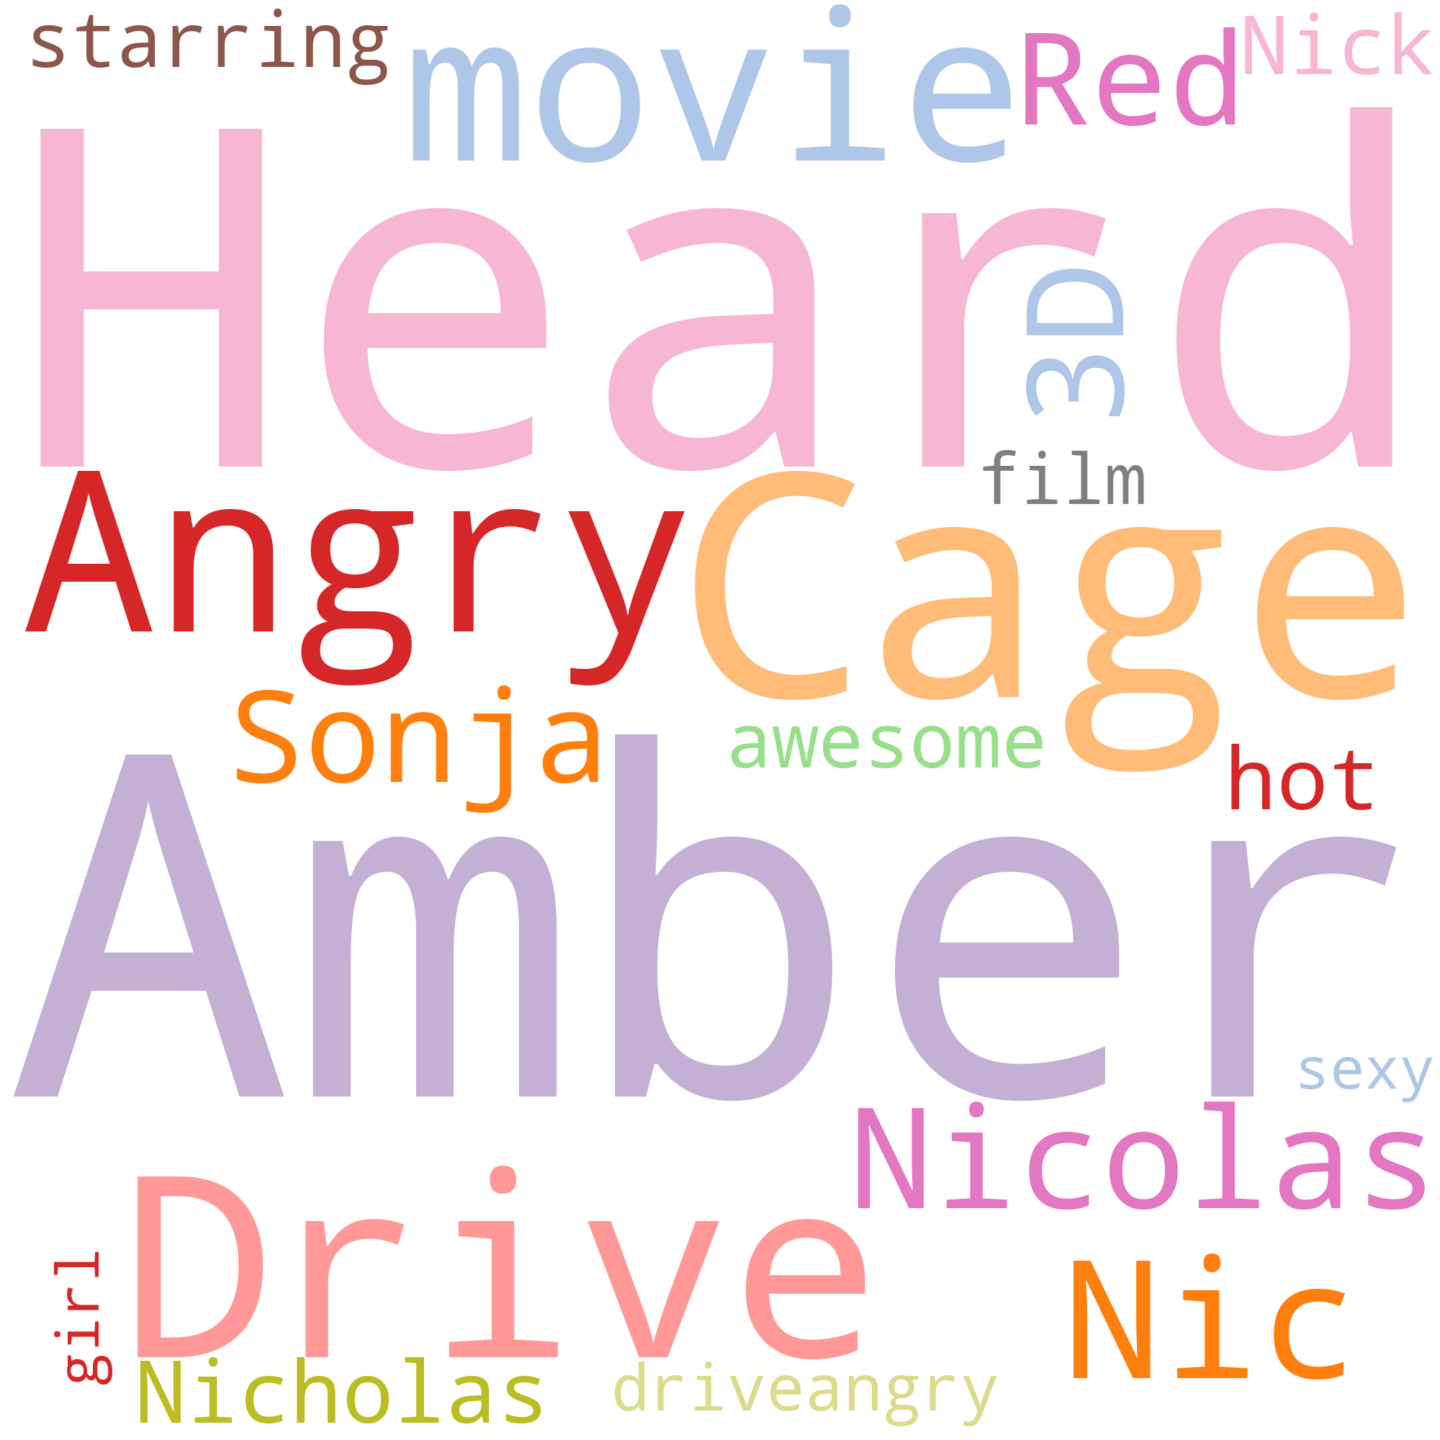 starring
movie
Red
Nick
Heard
3D
film
Angry
Cage
Sonja
awesome
hot
Amber
sexy
Nicolas
Drive
girl
Nic
Nicholas
driveangry